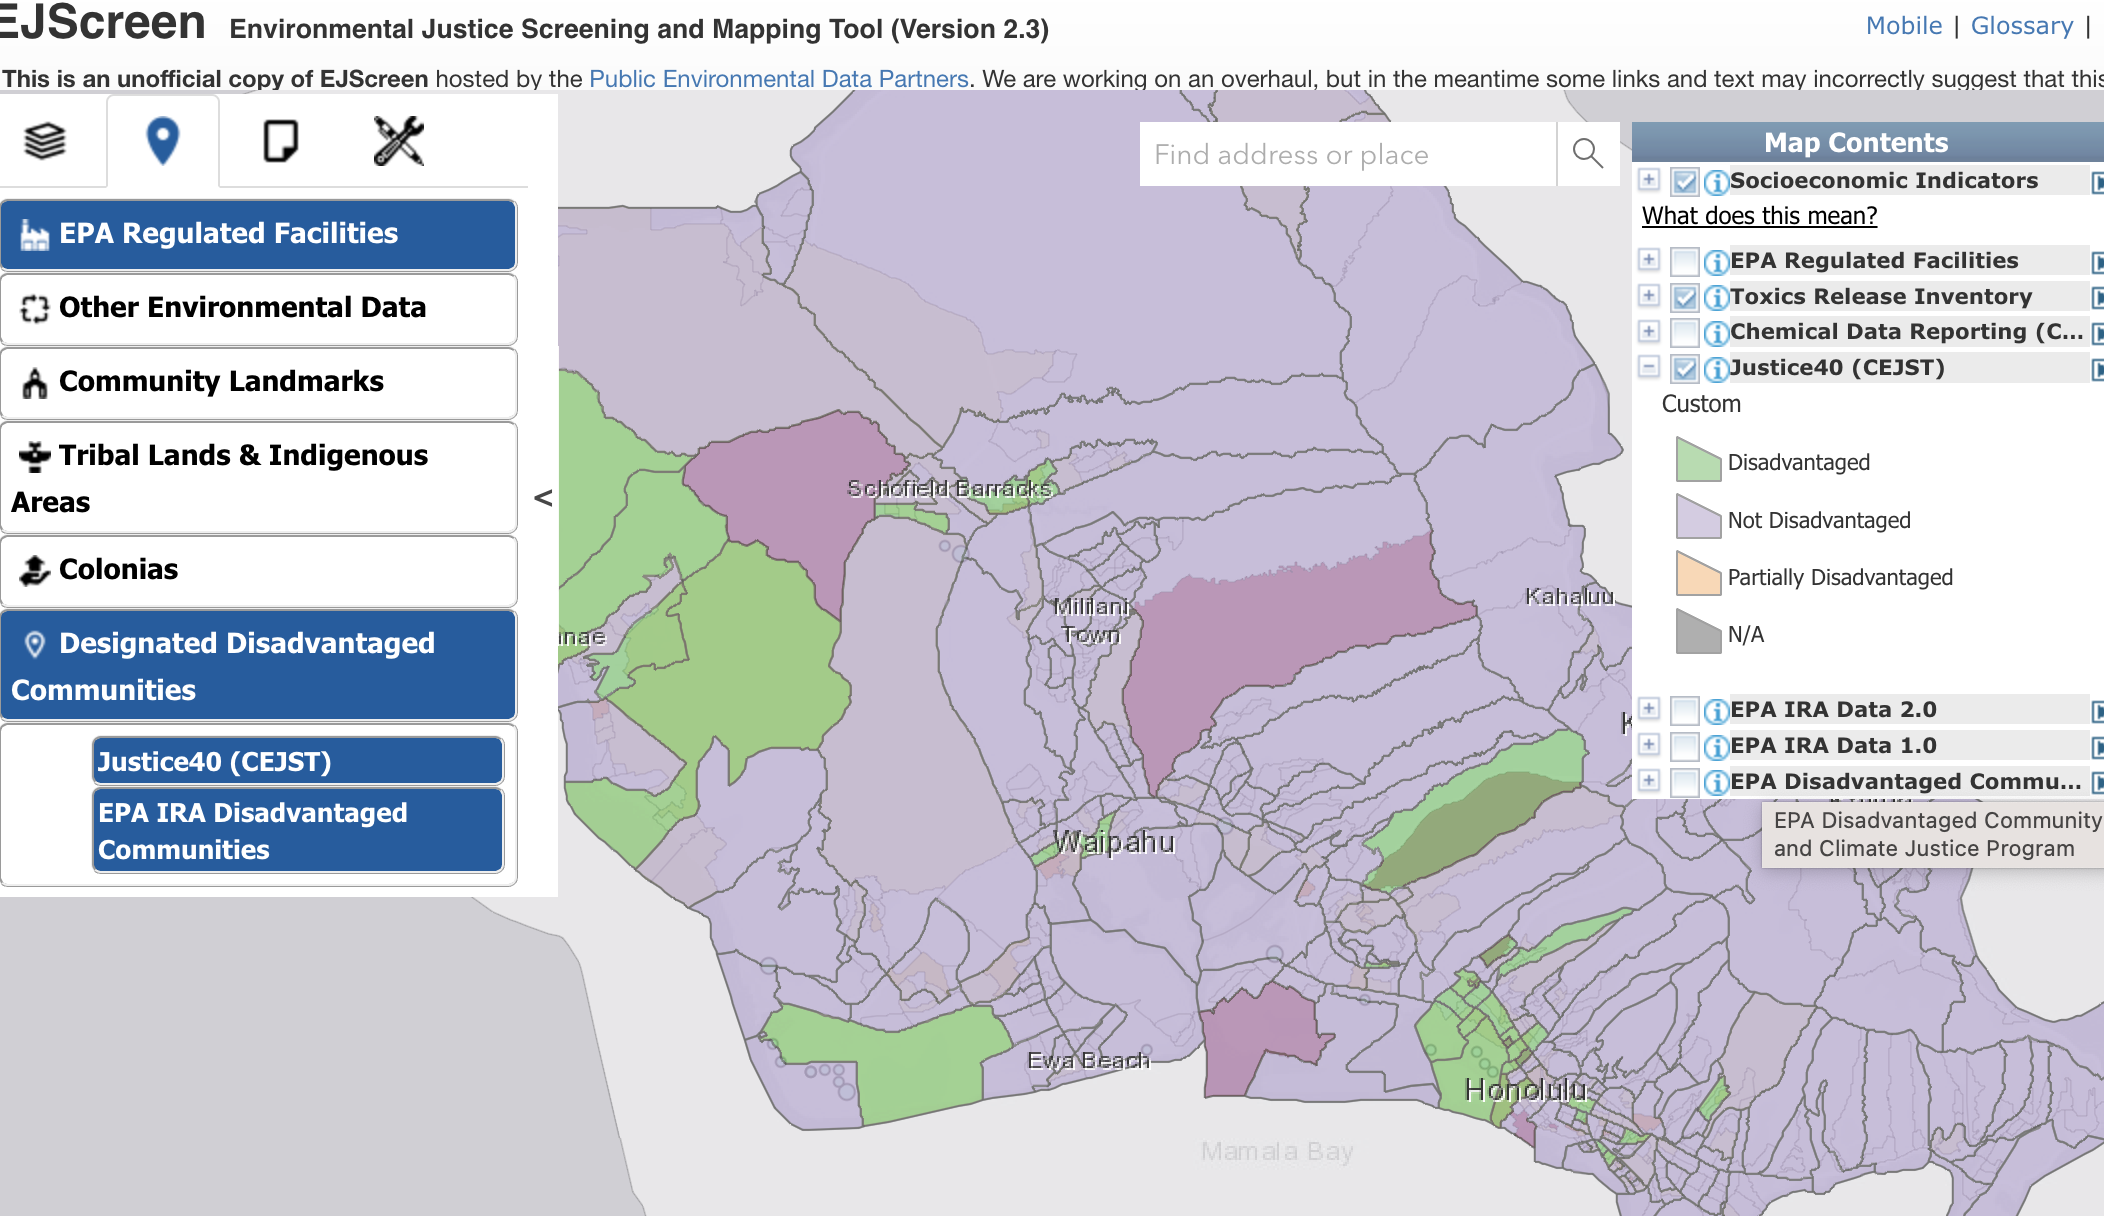 EJScreen Environmental Justice Screening and Mapping Tool (Version 2.3)
Mobile | Glossary |
This is an unofficial copy of EJScreen hosted by the Public Environmental Data Partners. We are working on an overhaul, but in the meantime some links and text may incorrectly suggest that this
EPA Regulated Facilities
Other Environmental Data
Community Landmarks
Tribal Lands & Indigenous
Areas
Colonias
Designated Disadvantaged
Communities
Justice40 (CEJST)
EPA IRA Disadvantaged
Communities
<
Find address or place
Schofield Barracks
Mililani
Town
Kahaluu
Waipahu
Ewa Beach
Honolulu
Mamala Bay
Map Contents
Socioeconomic Indicators
What does this mean?
EPA Regulated Facilities
Toxics Release Inventory
Chemical Data Reporting (C...
Justice40 (CEJST)
Custom
Disadvantaged
Not Disadvantaged
Partially Disadvantaged
N/A
EPA IRA Data 2.0
EPA IRA Data 1.0
EPA Disadvantaged Commu...
EPA Disadvantaged Community
and Climate Justice Program